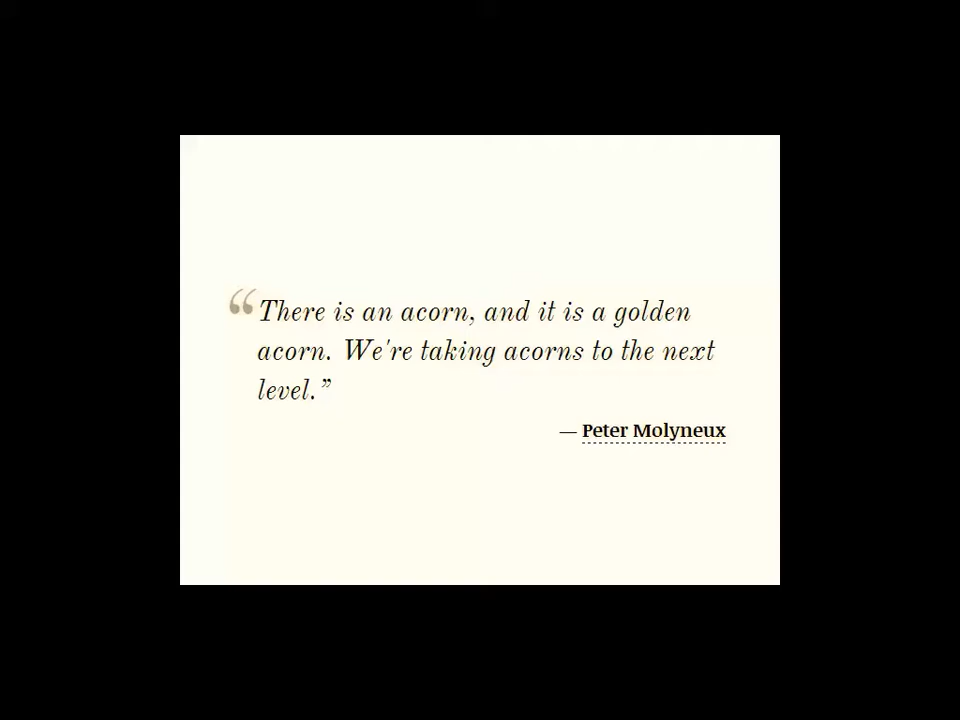 “There is an acorn, and it is a golden
acorn. We're taking acorns to the next
level.”
— Peter Molyneux